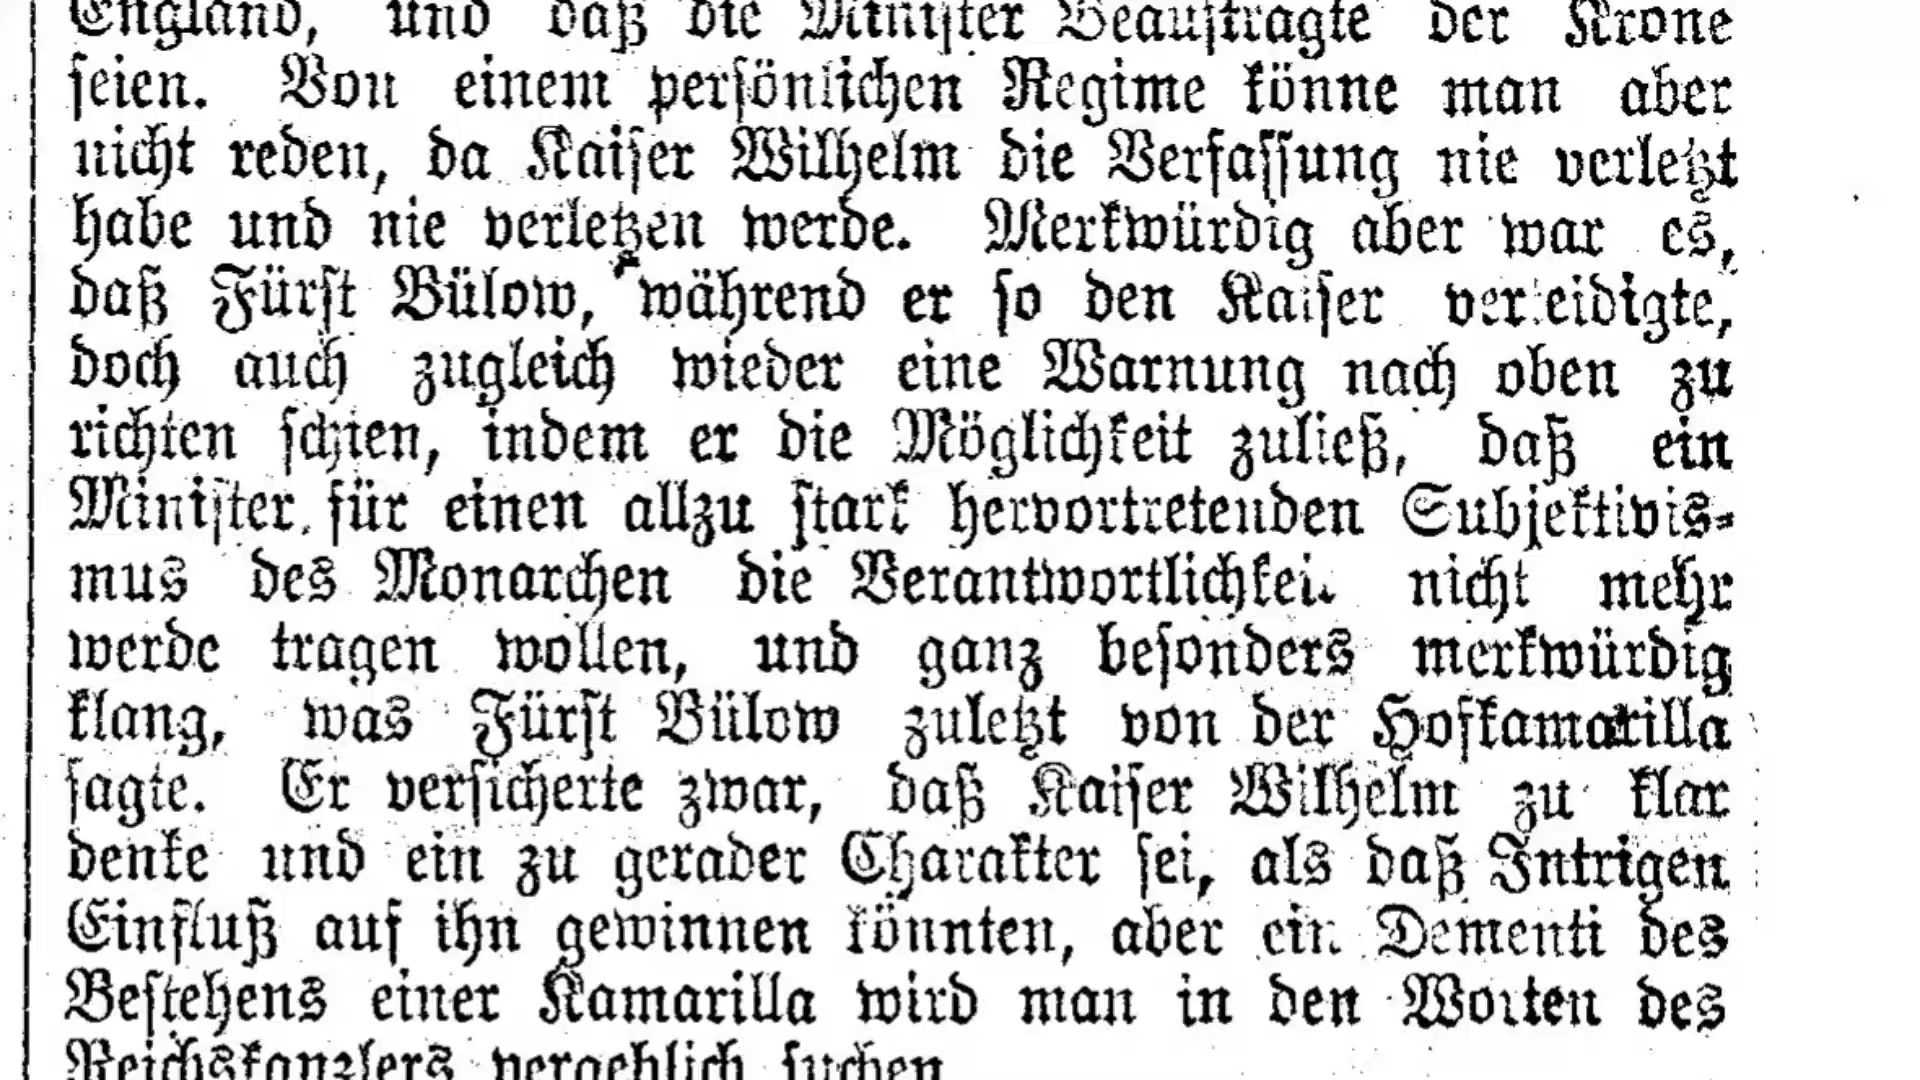 England, und daß die Minister Beauftragte der Krone
seien. Von einem persönlichen Regime könne man aber
nicht reden, da Kaiser Wilhelm die Verfassung nie verletzt
habe und nie verletzen werde. Merkwürdig aber war es,
daß Fürst Bülow, während er so den Kaiser verteidigte,
doch auch zugleich wieder eine Warnung nach oben zu
richten schien, indem er die Möglichkeit zuließ, daß ein
Minister für einen allzu stark hervortretenden Subjektivis-
mus des Monarchen die Verantwortlichkeit nicht mehr
werde tragen wollen, und ganz besonders merkwürdig
klang, was Fürst Bülow zuletzt von der Hofkamarilla
sagte. Er versicherte zwar, daß Kaiser Wilhelm zu klar
denke und ein zu gerader Charakter sei, als daß Intrigen
Einfluß auf ihn gewinnen könnten, aber ein Dementi des
Bestehens einer Kamarilla wird man in den Worten des
Reichskanzlers vergeblich suchen